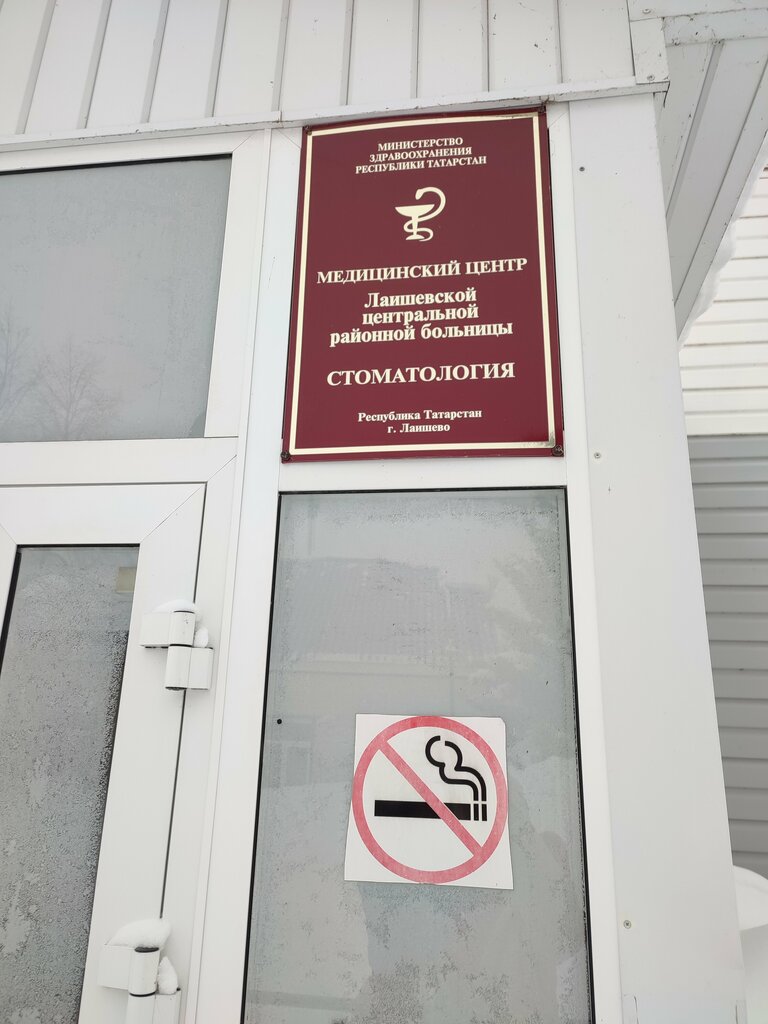 МИНИСТЕРСТВО
ЗДРАВООХРАНЕНИЯ
РЕСПУБЛИКИ ТАТАРСТАН
МЕДИЦИНСКИЙ ЦЕНТР
Лаишевской
центральной
районной больницы
СТОМАТОЛОГИЯ
Республика Татарстан
г. Лаишево